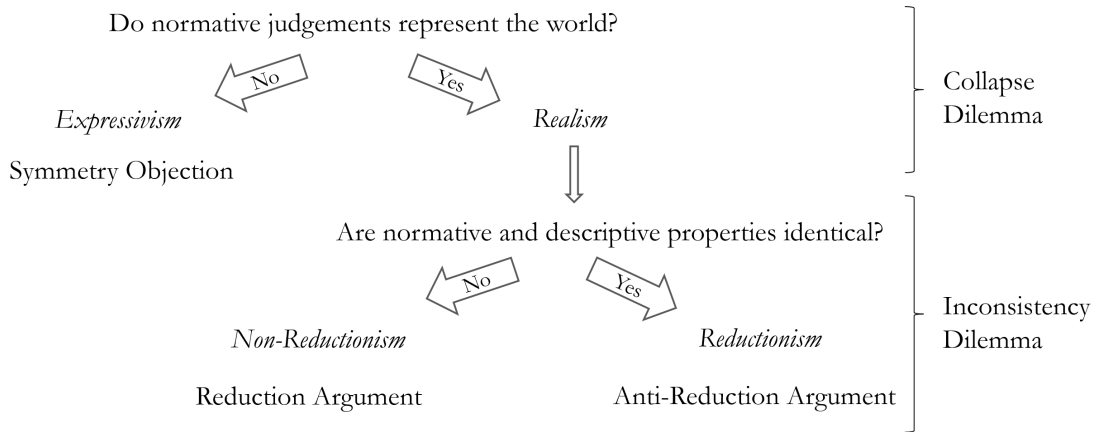 Do normative judgements represent the world?
No
Yes
Expressivism
Realism
Symmetry Objection
Collapse
Dilemma
Are normative and descriptive properties identical?
No
Yes
Non-Reductionism
Reductionism
Reduction Argument
Anti-Reduction Argument
Inconsistency
Dilemma